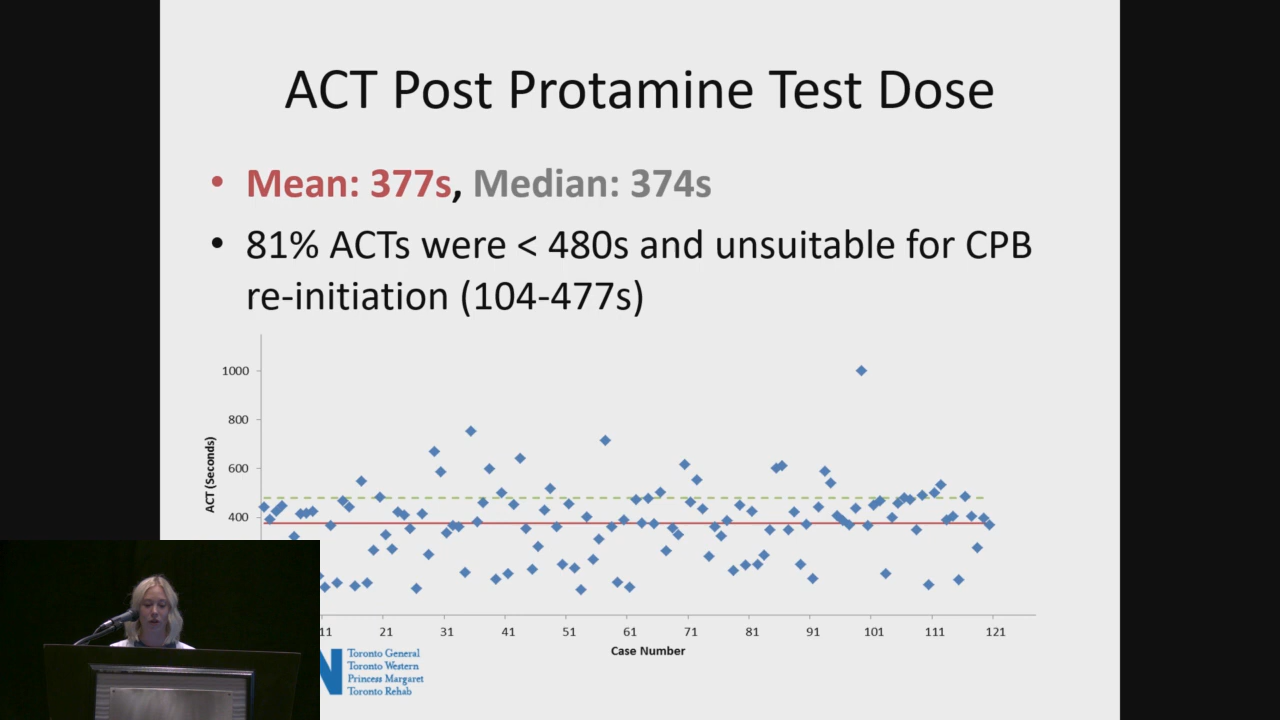 ACT Post Protamine Test Dose
• Mean: 377s, Median: 374s
• 81% ACTs were < 480s and unsuitable for CPB
re-initiation (104-477s)
1000
800
600
400
ACT (Seconds)
11 21 31 41 51 61 71 81 91 101 111 121
Case Number
N
Toronto General
Toronto Western
Princess Margaret
Toronto Rehab